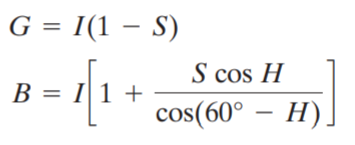 G = I(1 − S)
B = I[1 + S cos H / cos(60° − H)].